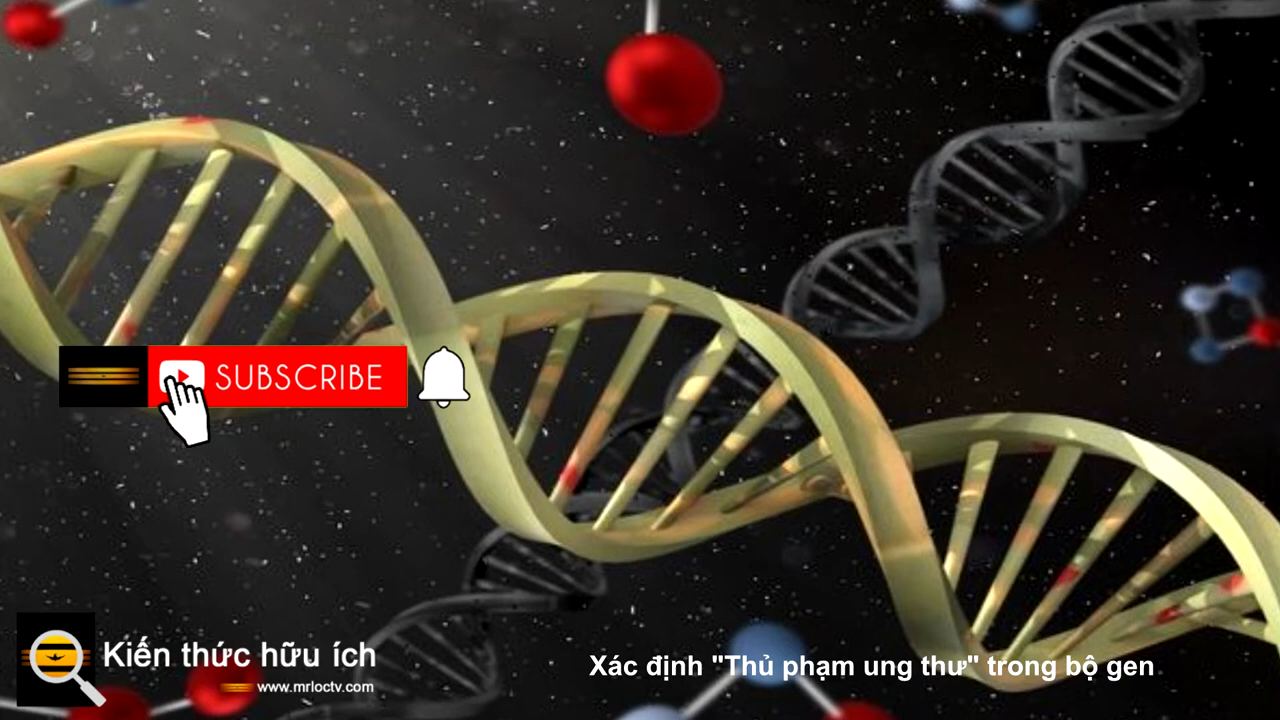 SUBSCRIBE
Kiến thức hữu ích
www.mrloctv.com
Xác định "Thủ phạm ung thư" trong bộ gen